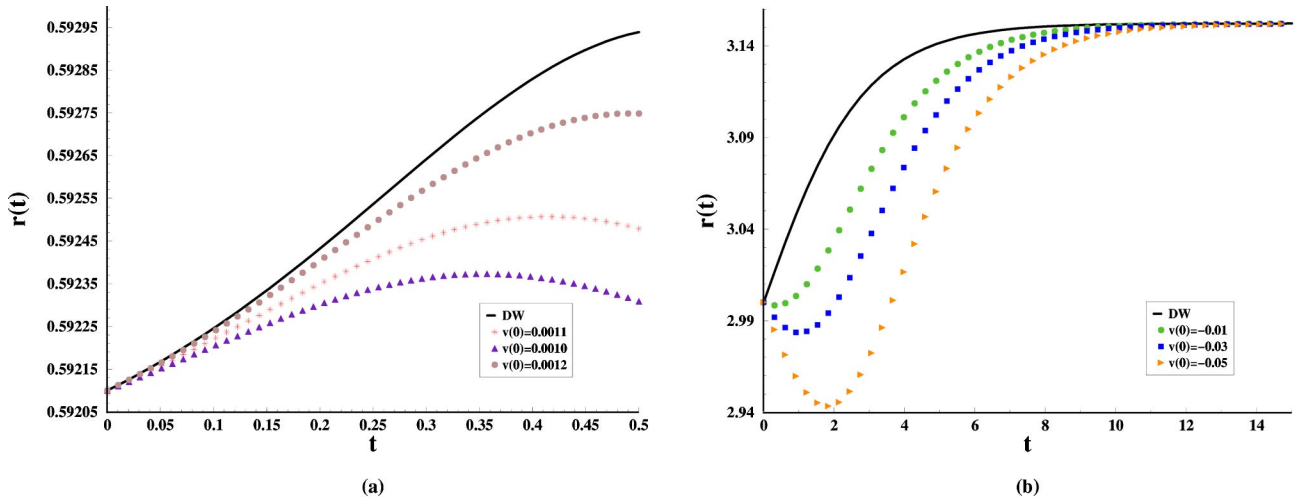 0.59295
0.59285
0.59275
0.59265
0.59255
0.59245
0.59235
0.59225
0.59215
0.59205
r(t)
DW
v(0)=0.0011
v(0)=0.0010
v(0)=0.0012
0 0.05 0.1 0.15 0.2 0.25 0.3 0.35 0.4 0.45 0.5
t
(a)
3.14
3.09
3.04
2.99
2.94
r(t)
DW
v(0)=-0.01
v(0)=-0.03
v(0)=-0.05
0 2 4 6 8 10 12 14
t
(b)